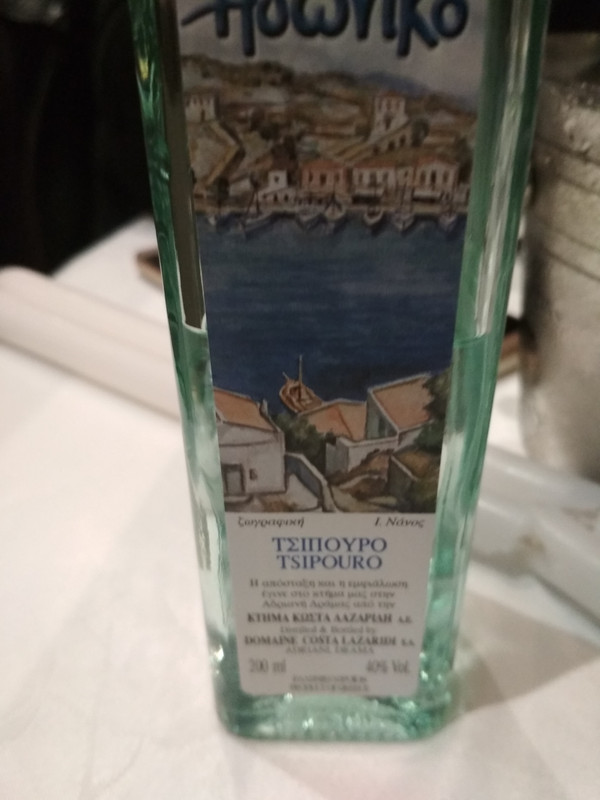 Ηδωνικό
ζωγραφική Ι. Νάνος
ΤΣΙΠΟΥΡΟ
TSIPOURO
Η απόσταξη και η εμφιάλωση
έγινε στο κτήμα μας στην
Αδριανή Δράμας από την
ΚΤΗΜΑ ΚΩΣΤΑ ΛΑΖΑΡΙΔΗ Α.Ε.
Distilled & Bottled by
DOMAINE COSTA LAZARIDI S.A.
ADRIANI, DRAMA
200 ml 40% Vol.